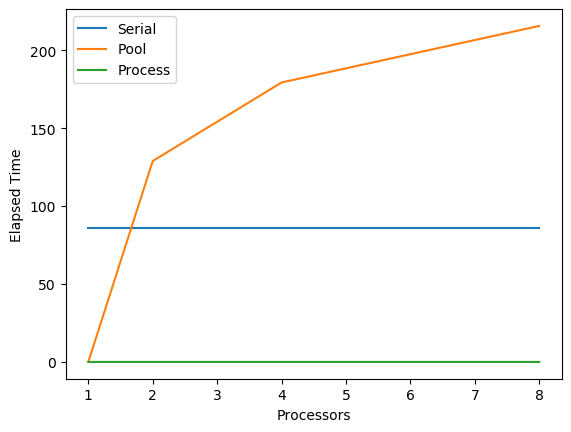 Serial
Pool
Process
200
150
100
50
0
Elapsed Time
1 2 3 4 5 6 7 8
Processors